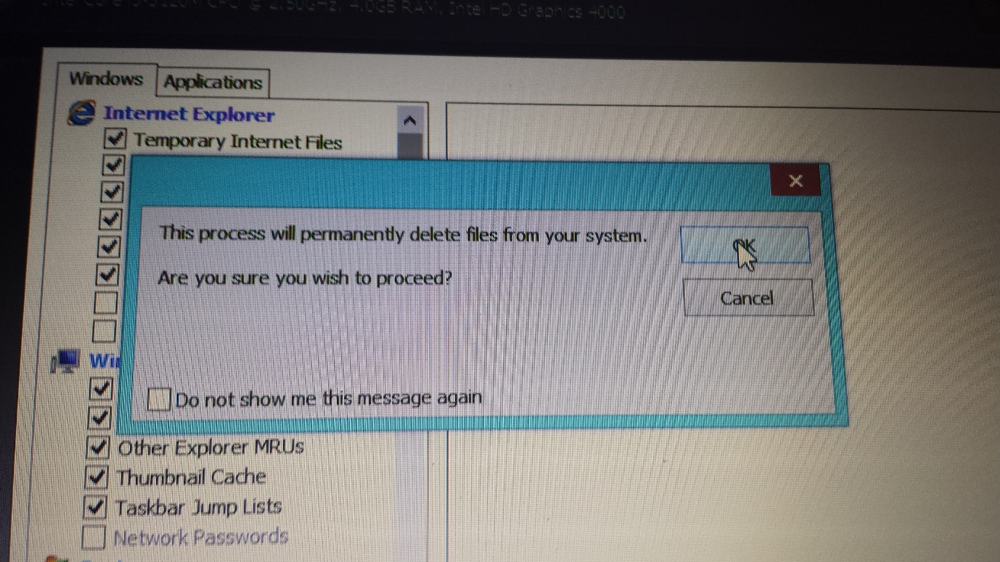 CPU @ 2.50GHz, 4.0GB RAM, Intel HD Graphics 4000
Windows
Applications
Internet Explorer
Temporary Internet Files
This process will permanently delete files from your system.
Are you sure you wish to proceed?
OK
Cancel
Do not show me this message again
Other Explorer MRUs
Thumbnail Cache
Taskbar Jump Lists
Network Passwords